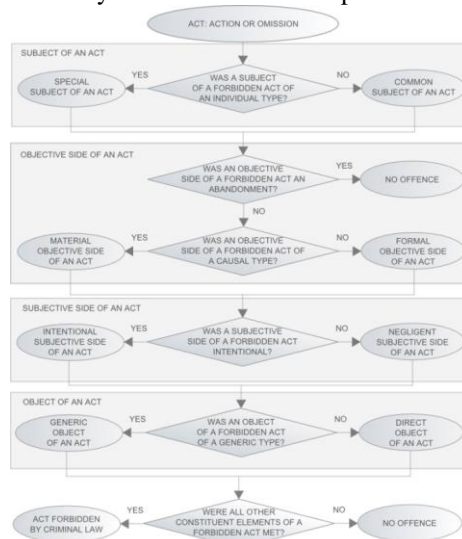 ACT: ACTION OR OMISSION
SUBJECT OF AN ACT
SPECIAL
SUBJECT OF AN ACT
YES
WAS A SUBJECT
OF A FORBIDDEN ACT OF
AN INDIVIDUAL TYPE?
NO
COMMON
SUBJECT OF AN ACT
OBJECTIVE SIDE OF AN ACT
WAS AN OBJECTIVE
SIDE OF A FORBIDDEN ACT AN
ABANDONMENT?
YES
NO OFFENCE
NO
MATERIAL
OBJECTIVE SIDE
OF AN ACT
YES
WAS AN OBJECTIVE
SIDE OF A FORBIDDEN ACT OF
A CAUSAL TYPE?
NO
FORMAL
OBJECTIVE SIDE
OF AN ACT
SUBJECTIVE SIDE OF AN ACT
INTENTIONAL
SUBJECTIVE SIDE
OF AN ACT
YES
WAS A SUBJECTIVE
SIDE OF A FORBIDDEN ACT
INTENTIONAL?
NO
NEGLIGENT
SUBJECTIVE SIDE
OF AN ACT
OBJECT OF AN ACT
GENERIC
OBJECT
OF AN ACT
YES
WAS AN OBJECT
OF A FORBIDDEN ACT
OF A GENERIC TYPE?
NO
DIRECT
OBJECT
OF AN ACT
ACT FORBIDDEN
BY CRIMINAL LAW
YES
WERE ALL OTHER
CONSTITUENT ELEMENTS OF A
FORBIDDEN ACT MET?
NO
NO OFFENCE